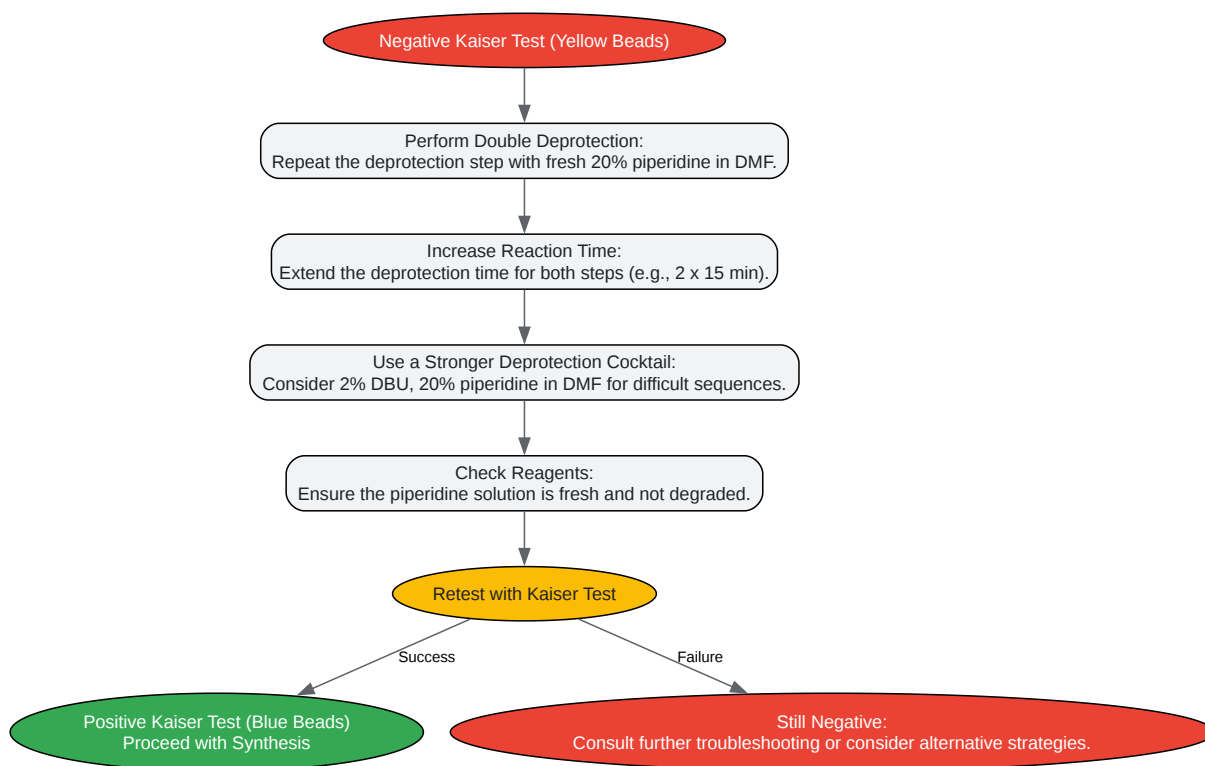 Negative Kaiser Test (Yellow Beads)
Perform Double Deprotection:
Repeat the deprotection step with fresh 20% piperidine in DMF.
Increase Reaction Time:
Extend the deprotection time for both steps (e.g., 2 x 15 min).
Use a Stronger Deprotection Cocktail:
Consider 2% DBU, 20% piperidine in DMF for difficult sequences.
Check Reagents:
Ensure the piperidine solution is fresh and not degraded.
Retest with Kaiser Test
Success
Failure
Positive Kaiser Test (Blue Beads)
Proceed with Synthesis
Still Negative:
Consult further troubleshooting or consider alternative strategies.